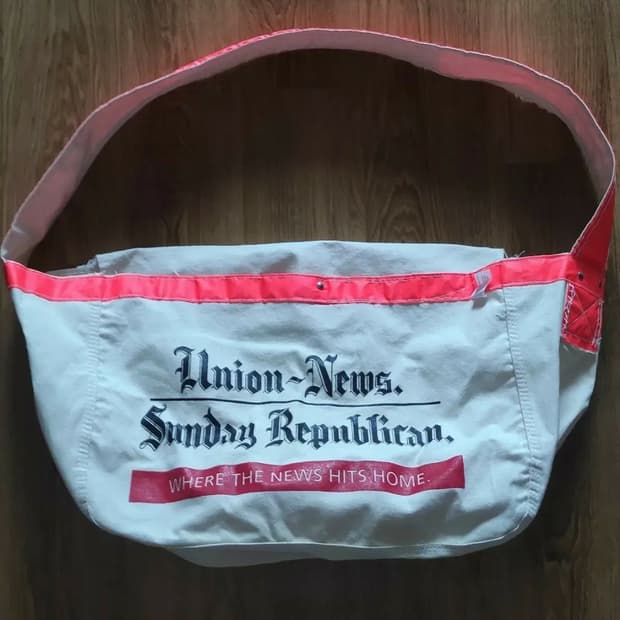 Union-News.
Sunday Republican.
WHERE THE NEWS HITS HOME.